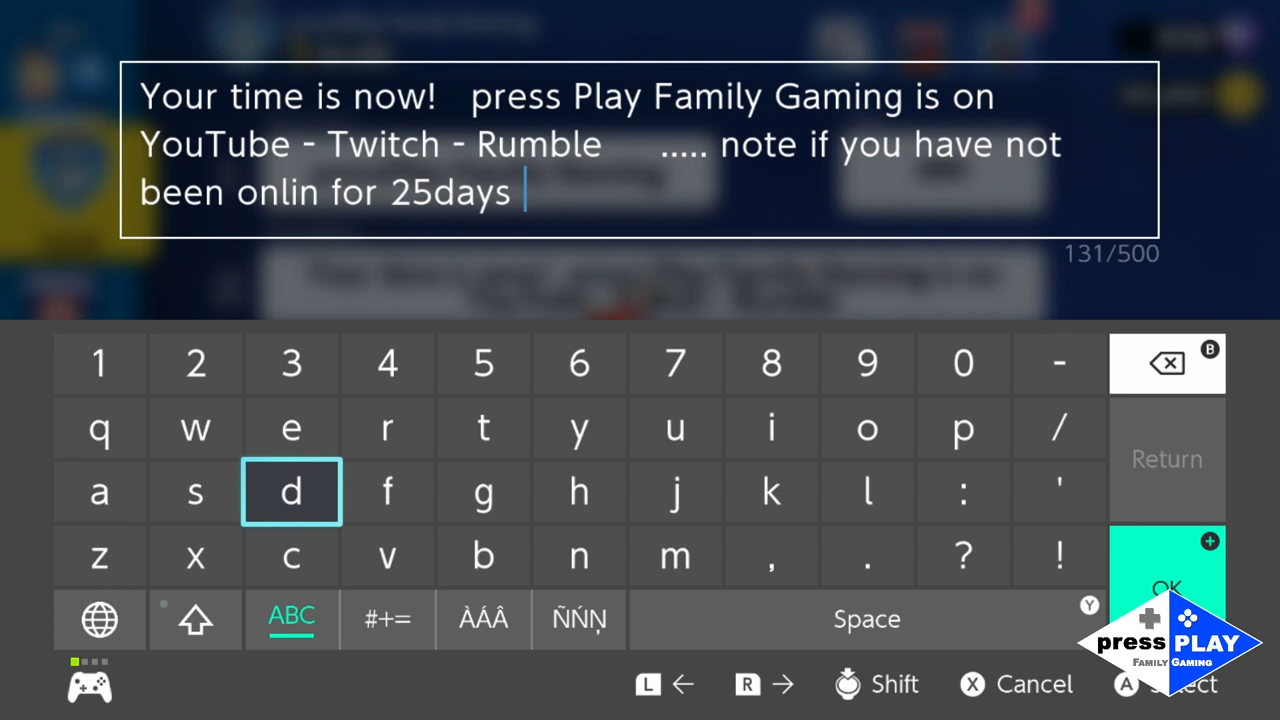 Your time is now!   press Play Family Gaming is on
YouTube - Twitch - Rumble      ..... note if you have not
been onlin for 25days
131/500
1 2 3 4 5 6 7 8 9 0 - B
q w e r t y u i o p / Return
a s d f g h j k l : '
z x c v b n m , . ? ! OK
ABC #+= ÀÁÂ ÑŃŅ Space Y
press PLAY
FAMILY GAMING
L ← R → Shift X Cancel A